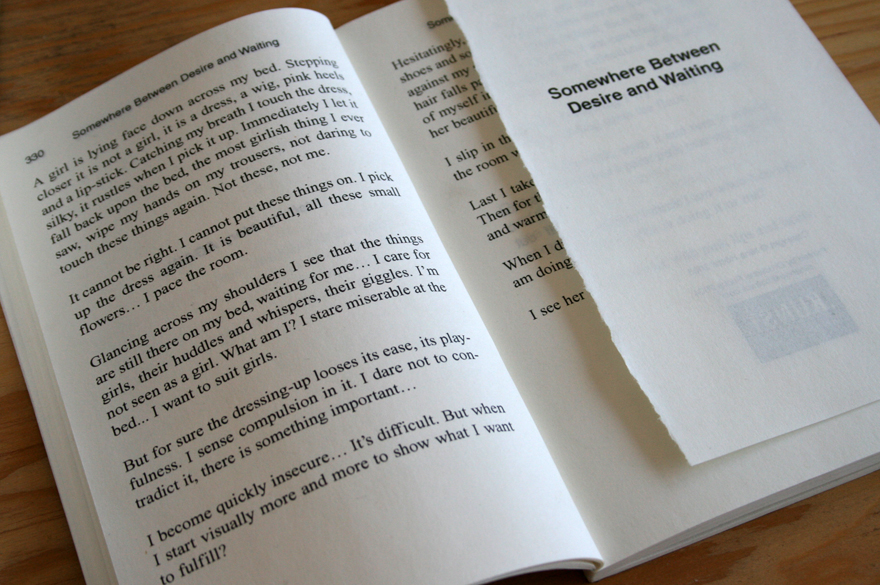 330 Somewhere Between Desire and Waiting
A girl is lying face down across my bed. Stepping
closer it is not a girl, it is a dress, a wig, pink heels
and a lip-stick. Catching my breath I touch the dress,
silky, it rustles when I pick it up. Immediately I let it
fall back upon the bed, the most girlish thing I ever
saw, wipe my hands on my trousers, not daring to
touch these things again. Not these, not me.
It cannot be right. I cannot put these things on. I pick
up the dress again. It is beautiful, all these small
flowers… I pace the room.
Glancing across my shoulders I see that the things
are still there on my bed, waiting for me… I care for
girls, their huddles and whispers, their giggles. I'm
not seen as a girl. What am I? I stare miserable at the
bed... I want to suit girls.
But for sure the dressing-up looses its ease, its play-
fulness. I sense compulsion in it. I dare not to con-
tradict it, there is something important…
I become quickly insecure… It's difficult. But when
I start visually more and more to show what I want
to fulfill?
Hesitatingly,
shoes and
against my
hair falls
of myself
her
I slip in
the room
Last I take
Then for
and warm
When I
am doing
I see her
Somewhere Between
Desire and Waiting